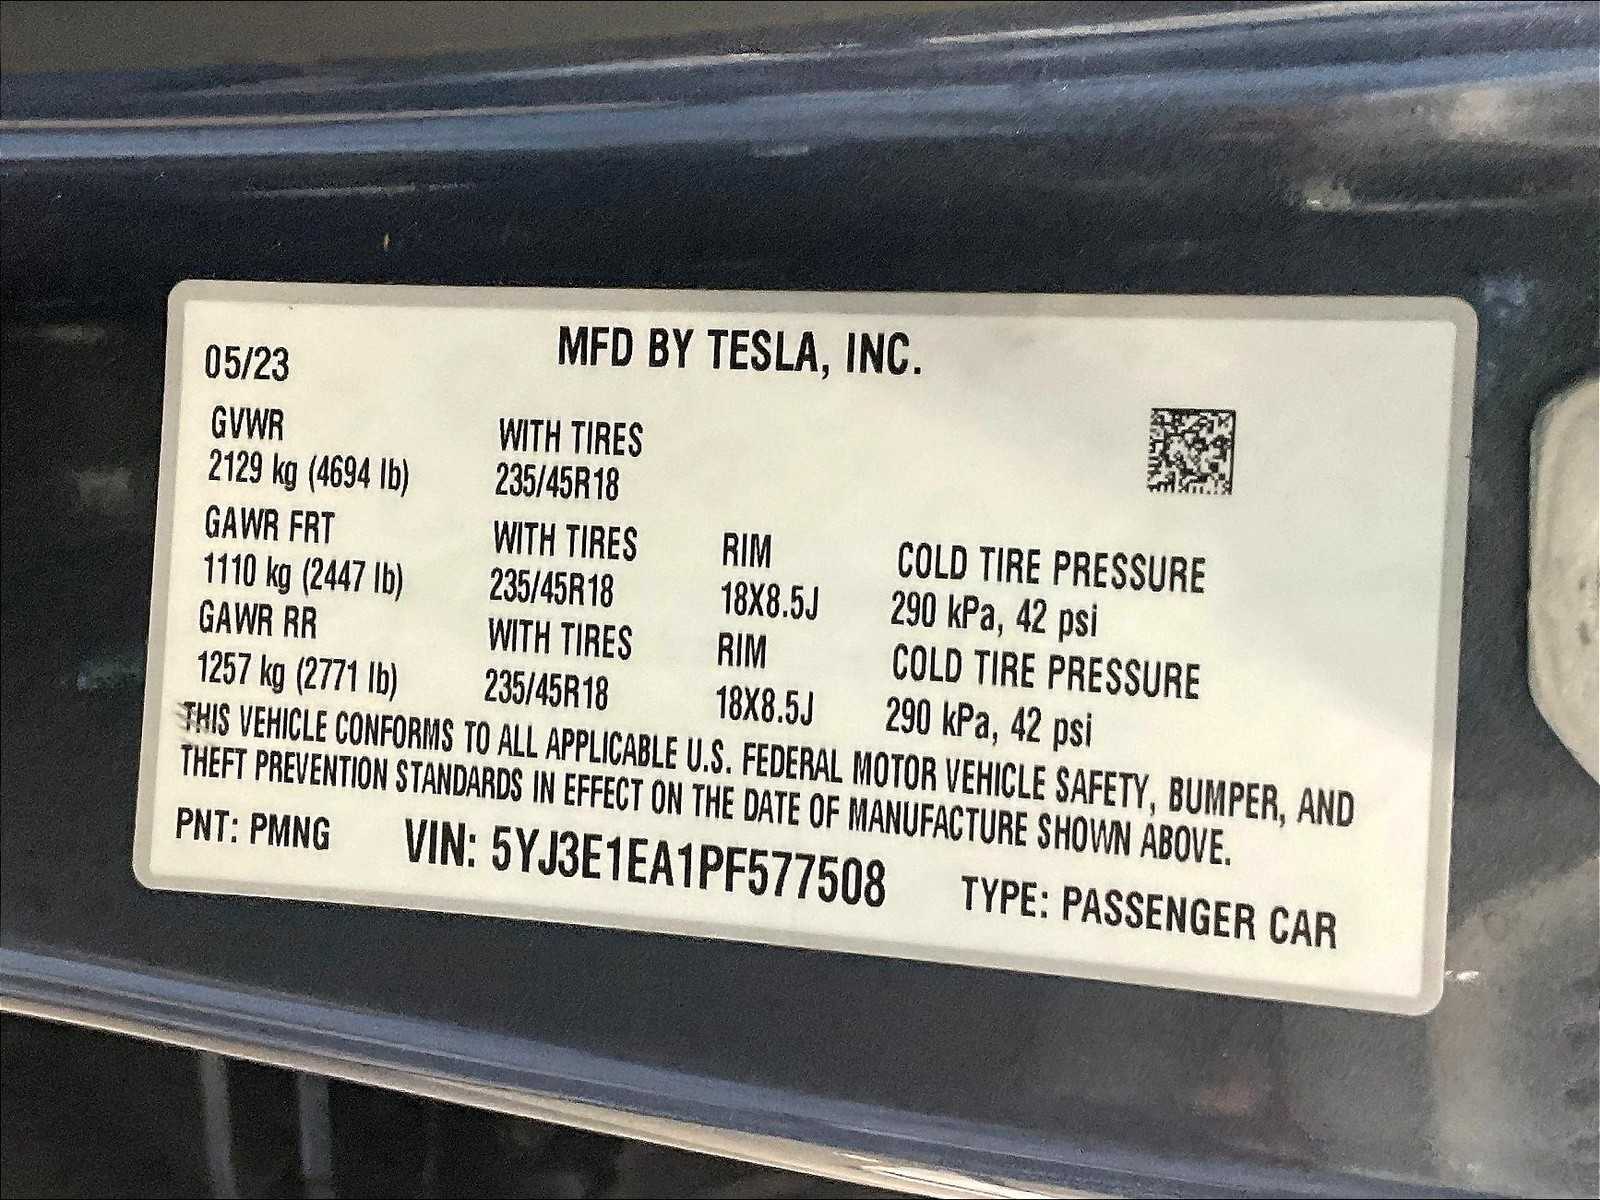 MFD BY TESLA, INC.
05/23
GVWR WITH TIRES
2129 kg (4694 lb) 235/45R18
GAWR FRT WITH TIRES RIM COLD TIRE PRESSURE
1110 kg (2447 lb) 235/45R18 18X8.5J 290 kPa, 42 psi
GAWR RR WITH TIRES RIM COLD TIRE PRESSURE
1257 kg (2771 lb) 235/45R18 18X8.5J 290 kPa, 42 psi
THIS VEHICLE CONFORMS TO ALL APPLICABLE U.S. FEDERAL MOTOR VEHICLE SAFETY, BUMPER, AND
THEFT PREVENTION STANDARDS IN EFFECT ON THE DATE OF MANUFACTURE SHOWN ABOVE.
PNT: PMNG VIN: 5YJ3E1EA1PF577508 TYPE: PASSENGER CAR